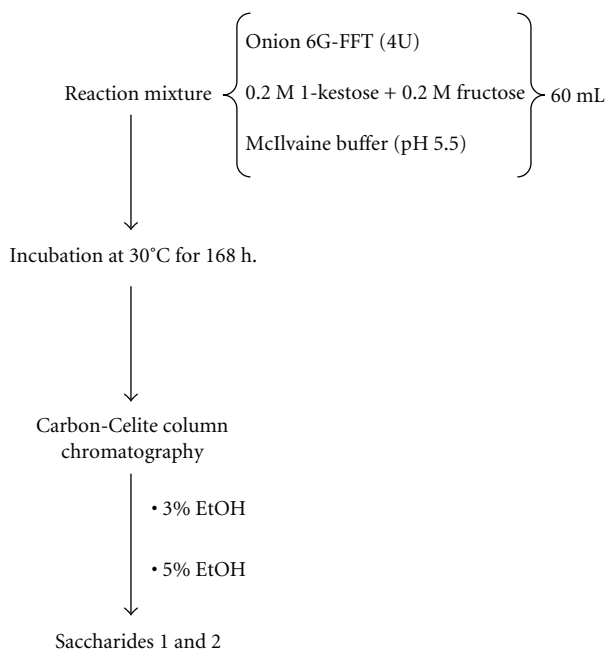 Onion 6G-FFT (4U)
Reaction mixture
0.2 M 1-kestose + 0.2 M fructose
60 mL
McIlvaine buffer (pH 5.5)
Incubation at 30°C for 168 h.
Carbon-Celite column
chromatography
• 3% EtOH
• 5% EtOH
Saccharides 1 and 2